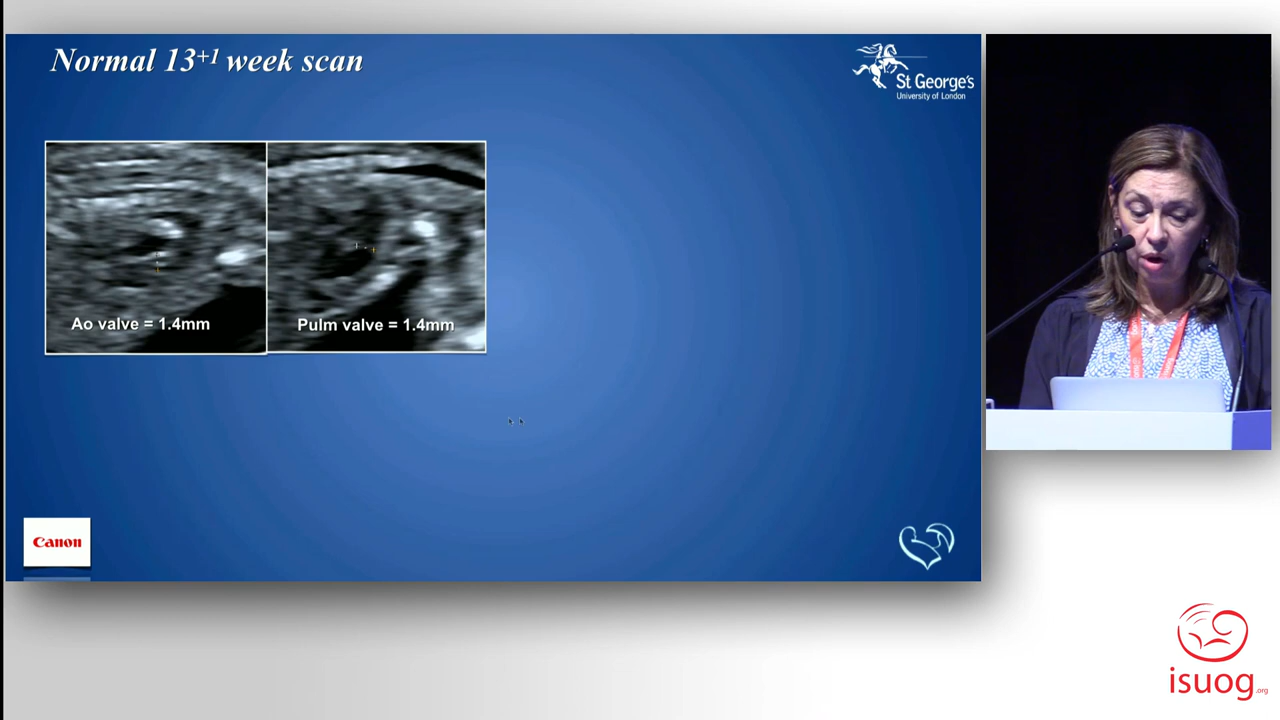 Normal 13+1 week scan
St George's
University of London
Ao valve = 1.4mm
Pulm valve = 1.4mm
Canon
isuog.org